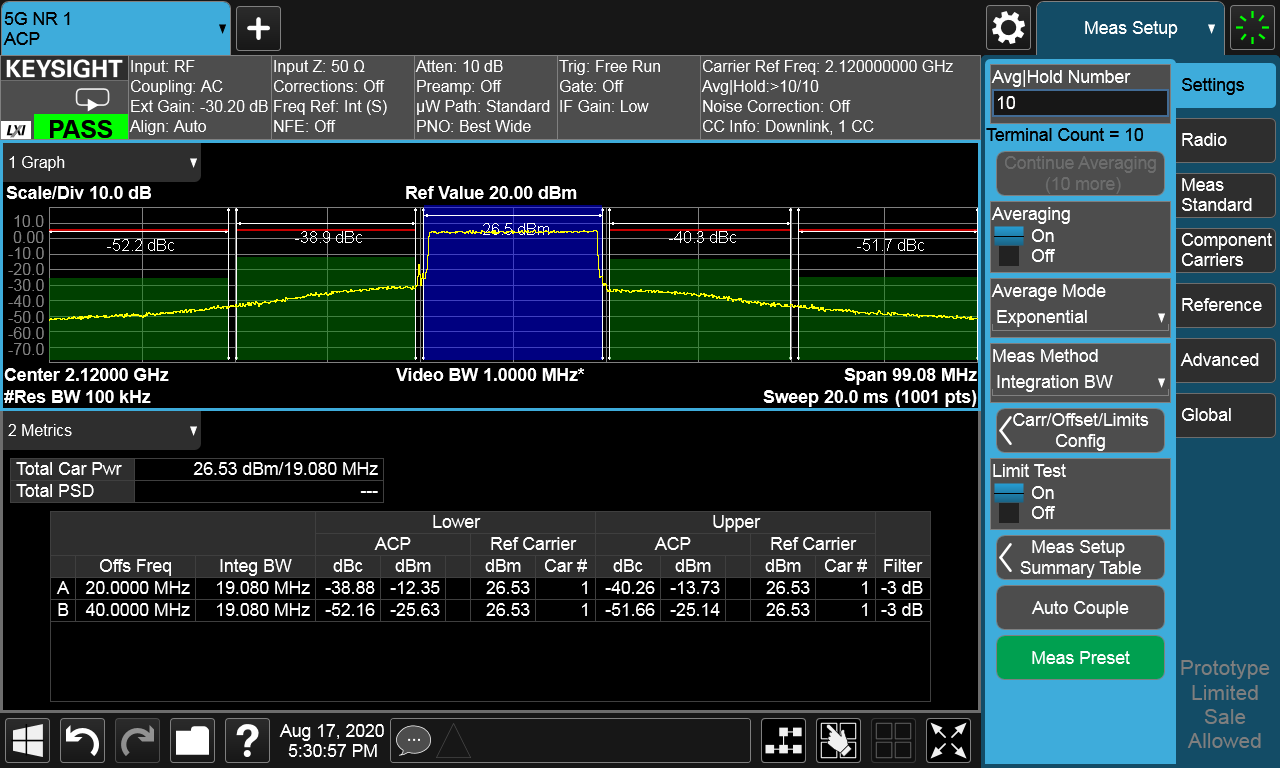 5G NR 1
ACP
+
Meas Setup
KEYSIGHT
LXI
PASS
Input: RF
Coupling: AC
Ext Gain: -30.20 dB
Align: Auto
Input Z: 50 Ω
Corrections: Off
Freq Ref: Int (S)
NFE: Off
Atten: 10 dB
Preamp: Off
µW Path: Standard
PNO: Best Wide
Trig: Free Run
Gate: Off
IF Gain: Low
Carrier Ref Freq: 2.120000000 GHz
Avg|Hold:>10/10
Noise Correction: Off
CC Info: Downlink, 1 CC
1 Graph
Scale/Div 10.0 dB
Ref Value 20.00 dBm
10.0
0.00
-10.0
-20.0
-30.0
-40.0
-50.0
-60.0
-70.0
-52.2 dBc
-38.9 dBc
26.5 dBm
-40.3 dBc
-51.7 dBc
Center 2.12000 GHz
Video BW 1.0000 MHz*
Span 99.08 MHz
#Res BW 100 kHz
Sweep 20.0 ms (1001 pts)
2 Metrics
Total Car Pwr 26.53 dBm/19.080 MHz
Total PSD ---
Lower Upper
ACP Ref Carrier ACP Ref Carrier
Offs Freq Integ BW dBc dBm dBm Car # dBc dBm dBm Car # Filter
A 20.0000 MHz 19.080 MHz -38.88 -12.35 26.53 1 -40.26 -13.73 26.53 1 -3 dB
B 40.0000 MHz 19.080 MHz -52.16 -25.63 26.53 1 -51.66 -25.14 26.53 1 -3 dB
?
Aug 17, 2020
5:30:57 PM
Avg|Hold Number
10
Terminal Count = 10
Continue Averaging
(10 more)
Averaging
On
Off
Average Mode
Exponential
Meas Method
Integration BW
Carr/Offset/Limits
Config
Limit Test
On
Off
Meas Setup
Summary Table
Auto Couple
Meas Preset
Settings
Radio
Meas
Standard
Component
Carriers
Reference
Advanced
Global
Prototype
Limited
Sale
Allowed